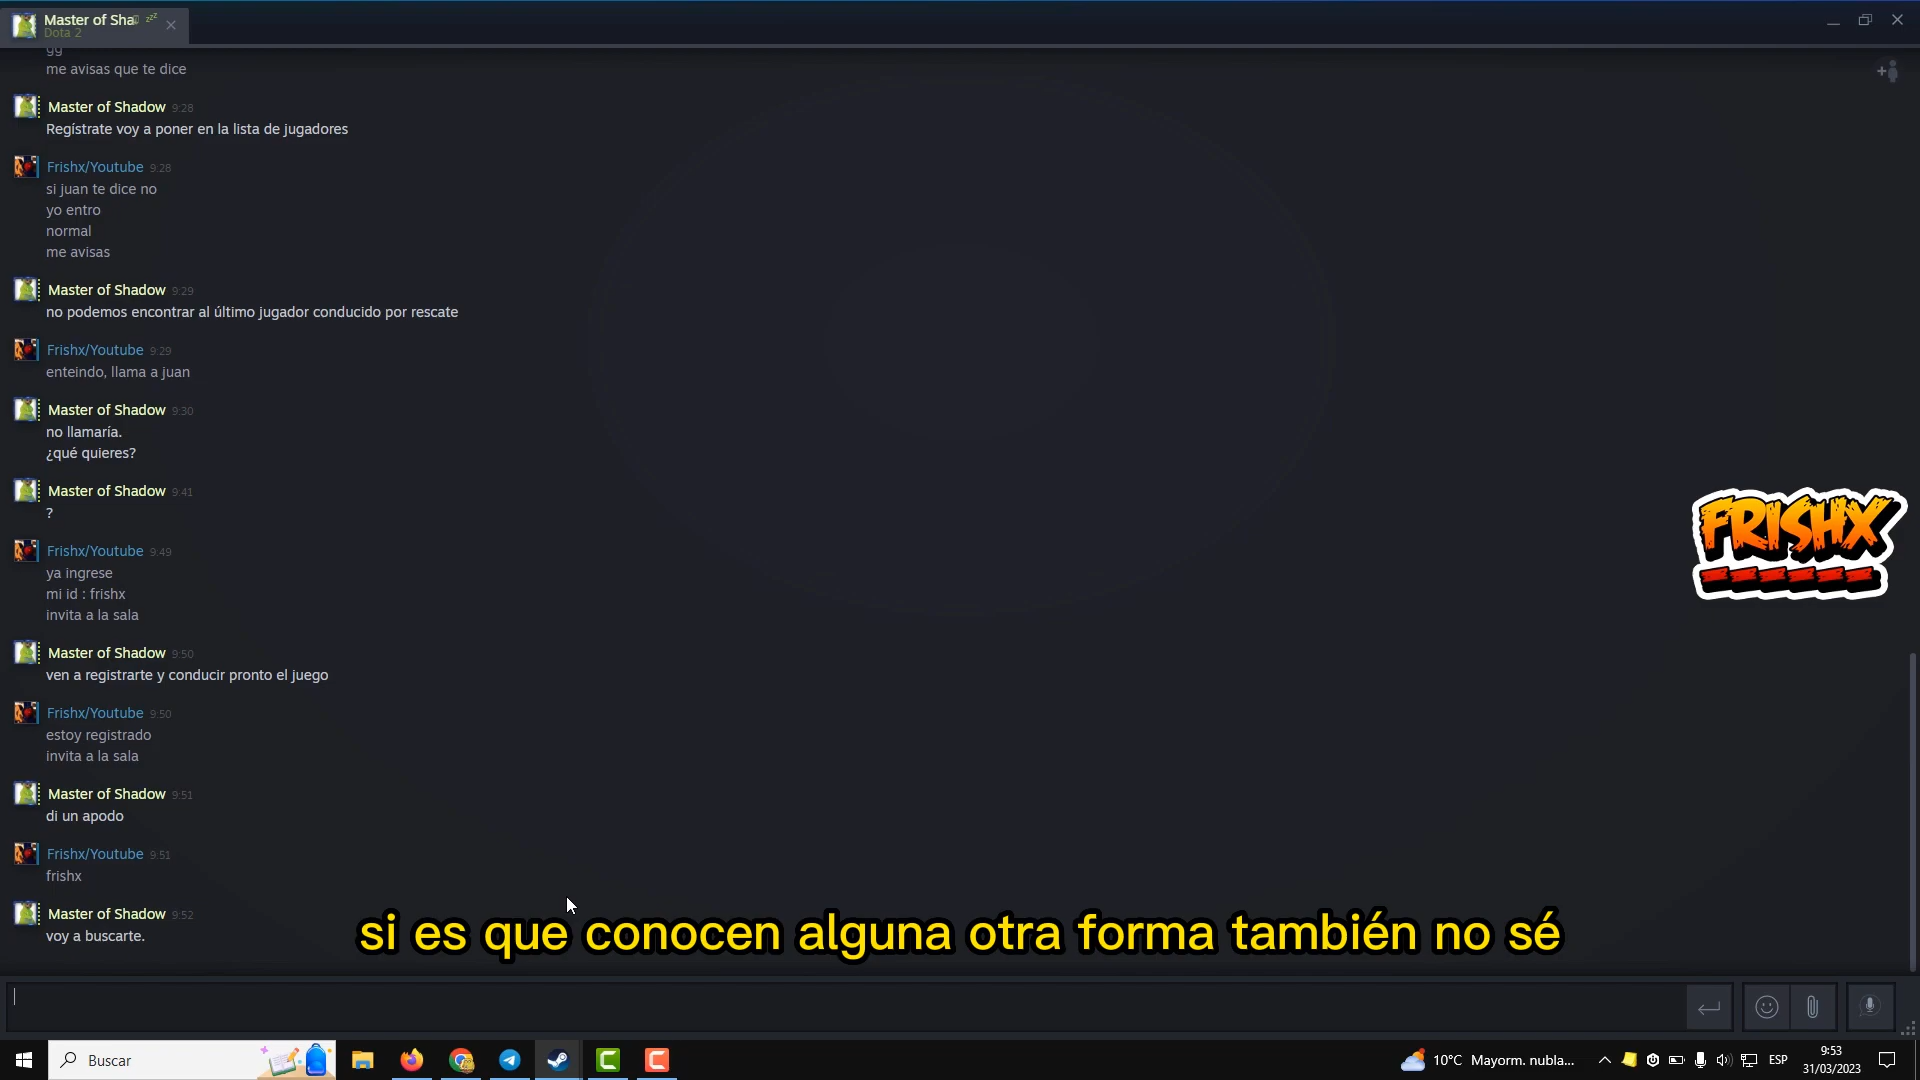 Master of Sha
Dota 2
gg
me avisas que te dice
Master of Shadow 9:28
Regístrate voy a poner en la lista de jugadores
Frishx/Youtube 9:28
si juan te dice no
yo entro
normal
me avisas
Master of Shadow 9:29
no podemos encontrar al último jugador conducido por rescate
Frishx/Youtube 9:29
enteindo, llama a juan
Master of Shadow 9:30
no llamaría.
¿qué quieres?
Master of Shadow 9:41
?
Frishx/Youtube 9:49
ya ingrese
mi id : frishx
invita a la sala
FRISHX
Master of Shadow 9:50
ven a registrarte y conducir pronto el juego
Frishx/Youtube 9:50
estoy registrado
invita a la sala
Master of Shadow 9:51
di un apodo
Frishx/Youtube 9:51
frishx
Master of Shadow 9:52
voy a buscarte.
si es que conocen alguna otra forma también no sé
Buscar
10°C Mayorm. nubla...
ESP
9:53
31/03/2023